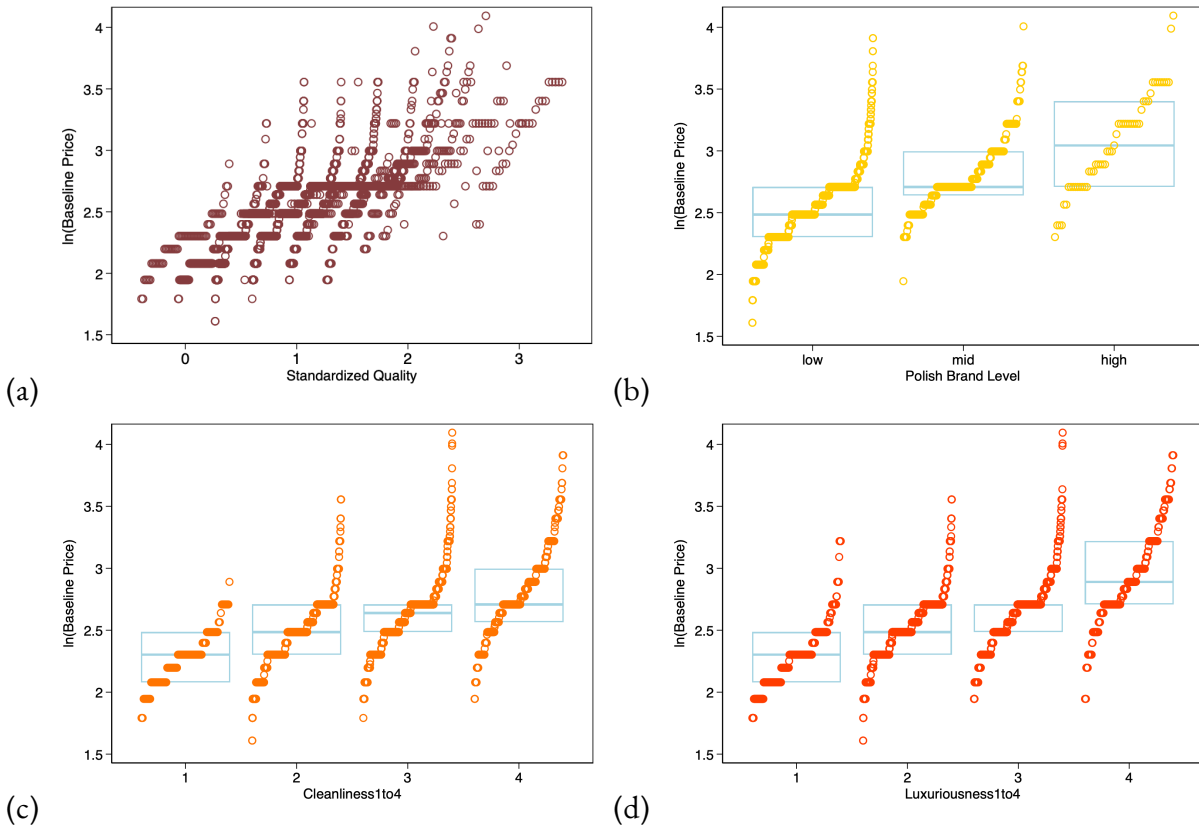 4
3.5
3
2.5
2
1.5
ln(Baseline Price)
0 1 2 3
Standardized Quality
(a)
4
3.5
3
2.5
2
1.5
ln(Baseline Price)
low mid high
Polish Brand Level
(b)
4
3.5
3
2.5
2
1.5
ln(Baseline Price)
1 2 3 4
Cleanliness1to4
(c)
4
3.5
3
2.5
2
1.5
ln(Baseline Price)
1 2 3 4
Luxuriousness1to4
(d)